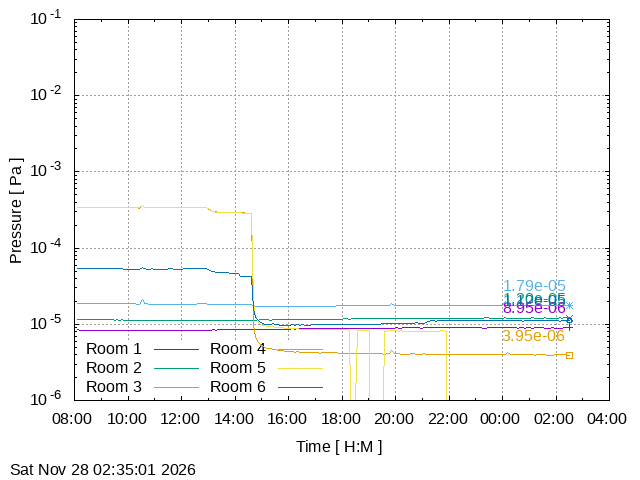 10^-1
10^-2
10^-3
10^-4
10^-5
10^-6
Pressure [ Pa ]
1.79e-05
8.95e-06
3.95e-06
Room 1 Room 4
Room 2 Room 5
Room 3 Room 6
08:00 10:00 12:00 14:00 16:00 18:00 20:00 22:00 00:00 02:00 04:00
Time [ H:M ]
Sat Nov 28 02:35:01 2026